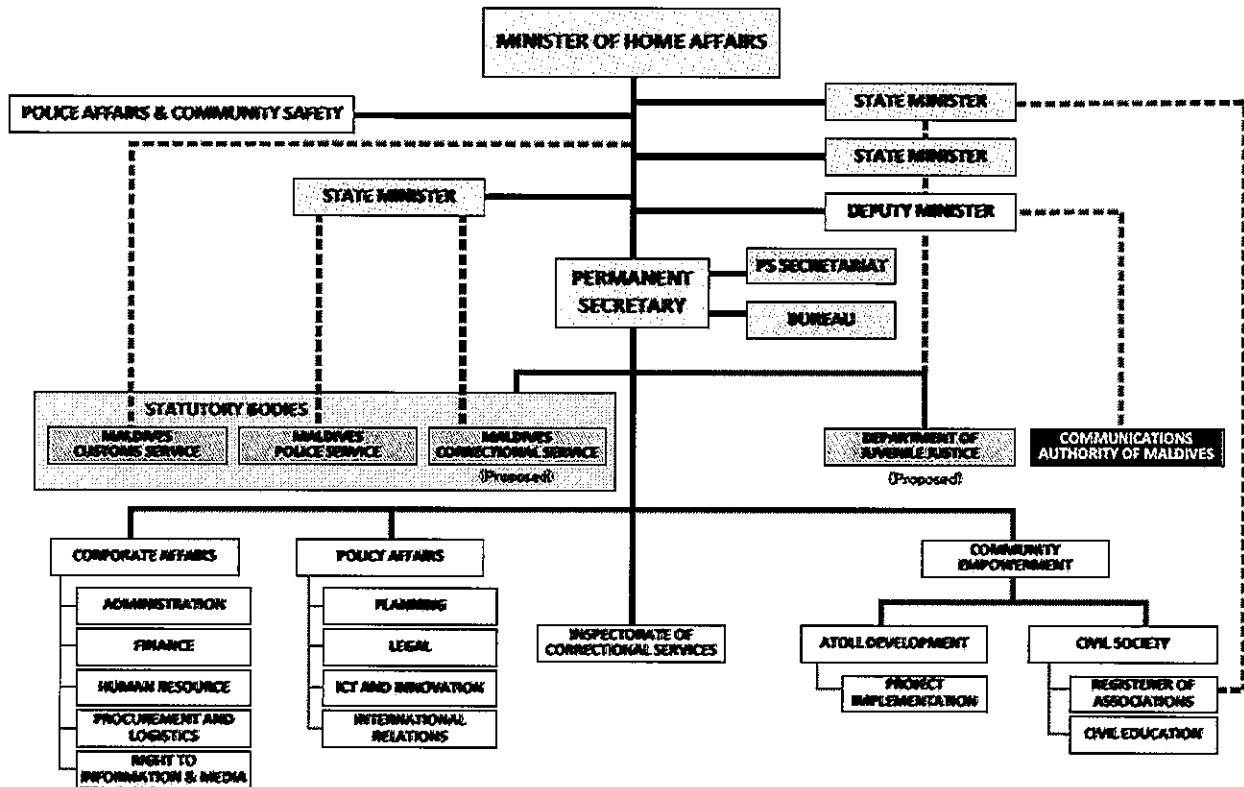 MINISTER OF HOME AFFAIRS
POLICE AFFAIRS & COMMUNITY SAFETY
STATE MINISTER
STATE MINISTER
STATE MINISTER
DEPUTY MINISTER
PERMANENT
SECRETARY
PS SECRETARIAT
BUREAU
STATUTORY BODIES
MALDIVES
CUSTOMS SERVICE
MALDIVES
POLICE SERVICE
MALDIVES
CORRECTIONAL SERVICE
(Proposed)
DEPARTMENT OF
JUVENILE JUSTICE
(Proposed)
COMMUNICATIONS
AUTHORITY OF MALDIVES
CORPORATE AFFAIRS
ADMINISTRATION
FINANCE
HUMAN RESOURCE
PROCUREMENT AND
LOGISTICS
RIGHT TO
INFORMATION & MEDIA
POLICY AFFAIRS
PLANNING
LEGAL
ICT AND INNOVATION
INTERNATIONAL
RELATIONS
INSPECTORATE OF
CORRECTIONAL SERVICES
COMMUNITY
EMPOWERMENT
ATOLL DEVELOPMENT
PROJECT
IMPLEMENTATION
CIVIL SOCIETY
REGISTERER OF
ASSOCIATIONS
CIVIL EDUCATION